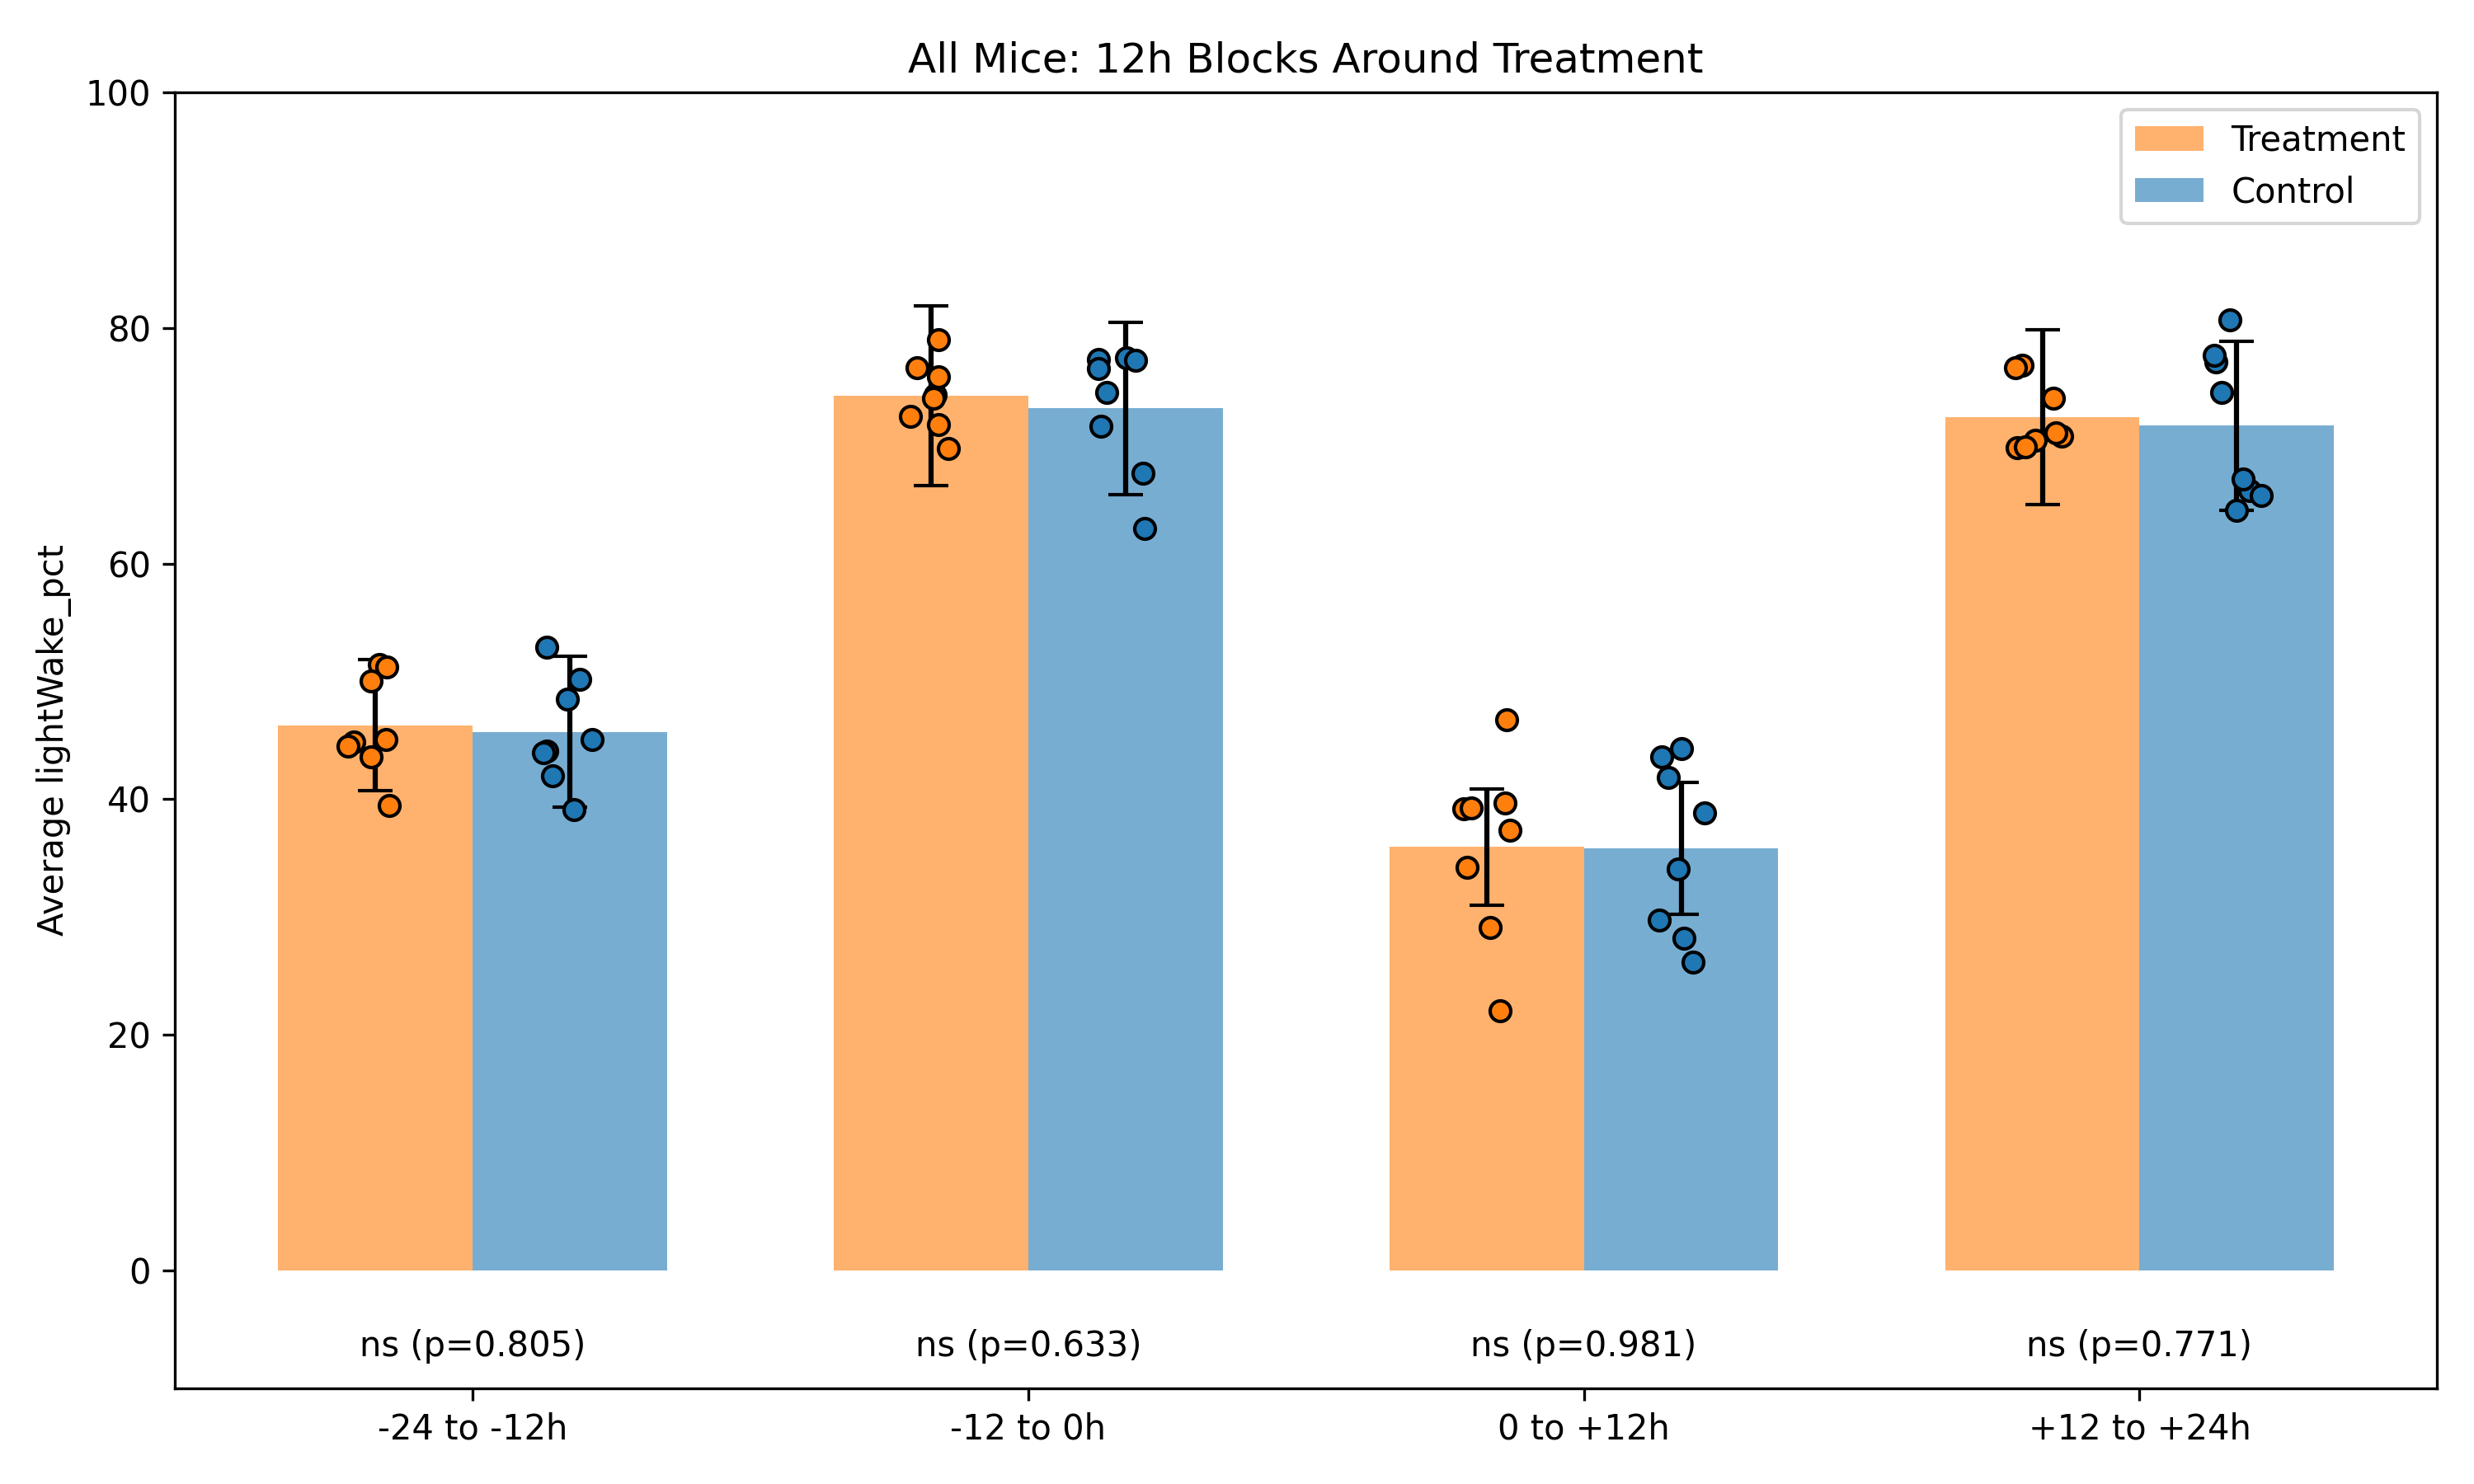 All Mice: 12h Blocks Around Treatment
100
80
60
40
20
0
Average lightWake_pct
Treatment
Control
ns (p=0.805)
ns (p=0.633)
ns (p=0.981)
ns (p=0.771)
-24 to -12h
-12 to 0h
0 to +12h
+12 to +24h